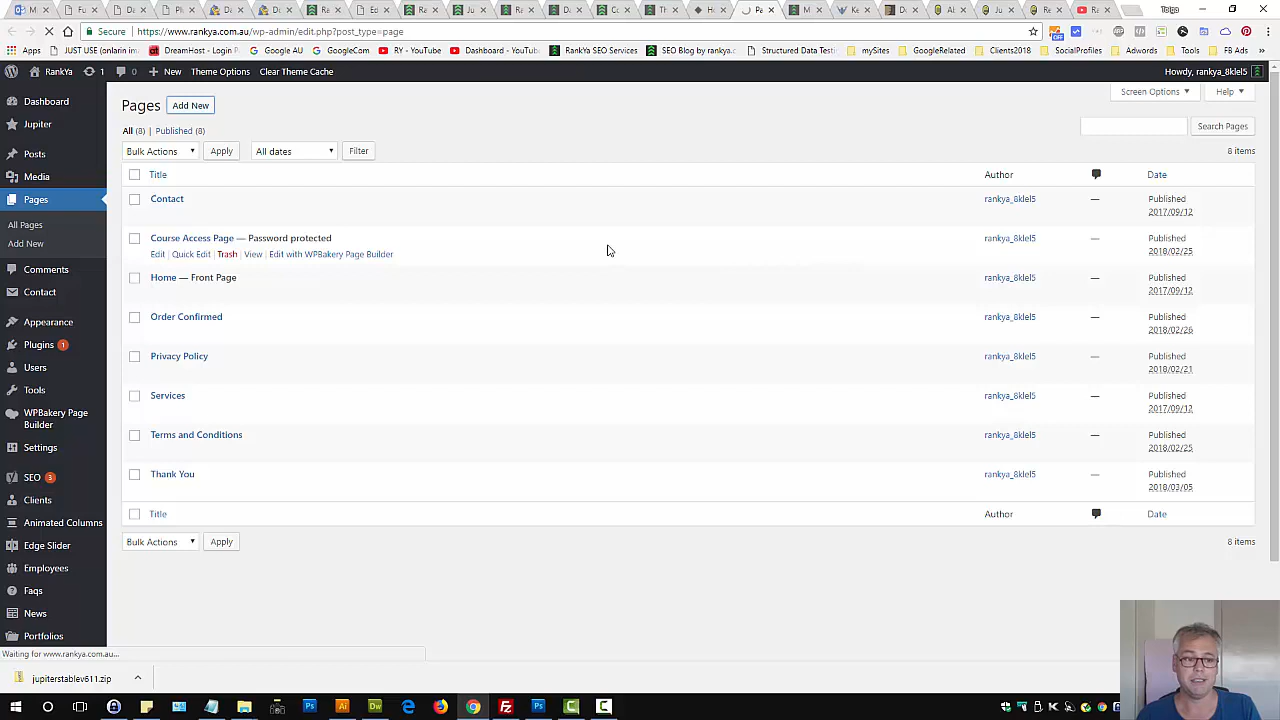 Secure https://www.rankya.com.au/wp-admin/edit.php?post_type=page
JUST USE (onlarin i DreamHost - Login P Google AU GoogleCom RY - YouTube Dashboard - YouTub RankYa SEO Services SEO Blog by rankya.c Structured Data Testi mySites GoogleRelated Clients2018 SocialProfiles Adwords Tools FB Ads
RankYa 1 0 New Theme Options Clear Theme Cache Howdy, rankya_8klel5
Dashboard
Jupiter
Posts
Media
Pages
All Pages
Add New
Comments
Contact
Appearance
Plugins 1
Users
Tools
WPBakery Page
Builder
Settings
SEO 3
Clients
Animated Columns
Edge Slider
Employees
Faqs
News
Portfolios
Screen Options Help
Pages Add New
All (8) | Published (8)
Search Pages
Bulk Actions Apply All dates Filter 8 items
Title Author Date
Contact rankya_8klel5 — Published
2017/09/12
Course Access Page — Password protected rankya_8klel5 — Published
Edit | Quick Edit | Trash | View | Edit with WPBakery Page Builder 2018/02/25
Home — Front Page rankya_8klel5 — Published
2017/09/12
Order Confirmed rankya_8klel5 — Published
2018/02/26
Privacy Policy rankya_8klel5 — Published
2018/02/21
Services rankya_8klel5 — Published
2017/09/12
Terms and Conditions rankya_8klel5 — Published
2018/02/25
Thank You rankya_8klel5 — Published
2018/03/05
Title Author Date
Bulk Actions Apply 8 items
Waiting for www.rankya.com.au...
jupiterstablev611.zip